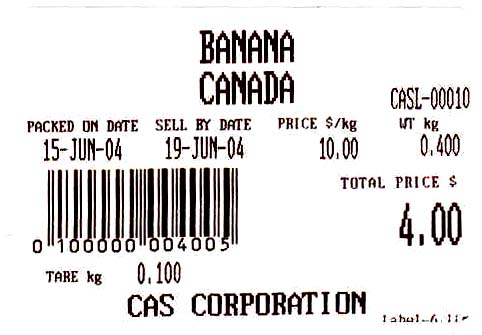 BANANA
CANADA
CASL-00010
PACKED ON DATE SELL BY DATE PRICE $/kg WT kg
15-JUN-04 19-JUN-04 10.00 0.400
TOTAL PRICE $
4.00
0 100000 004005
TARE kg 0.100
CAS CORPORATION